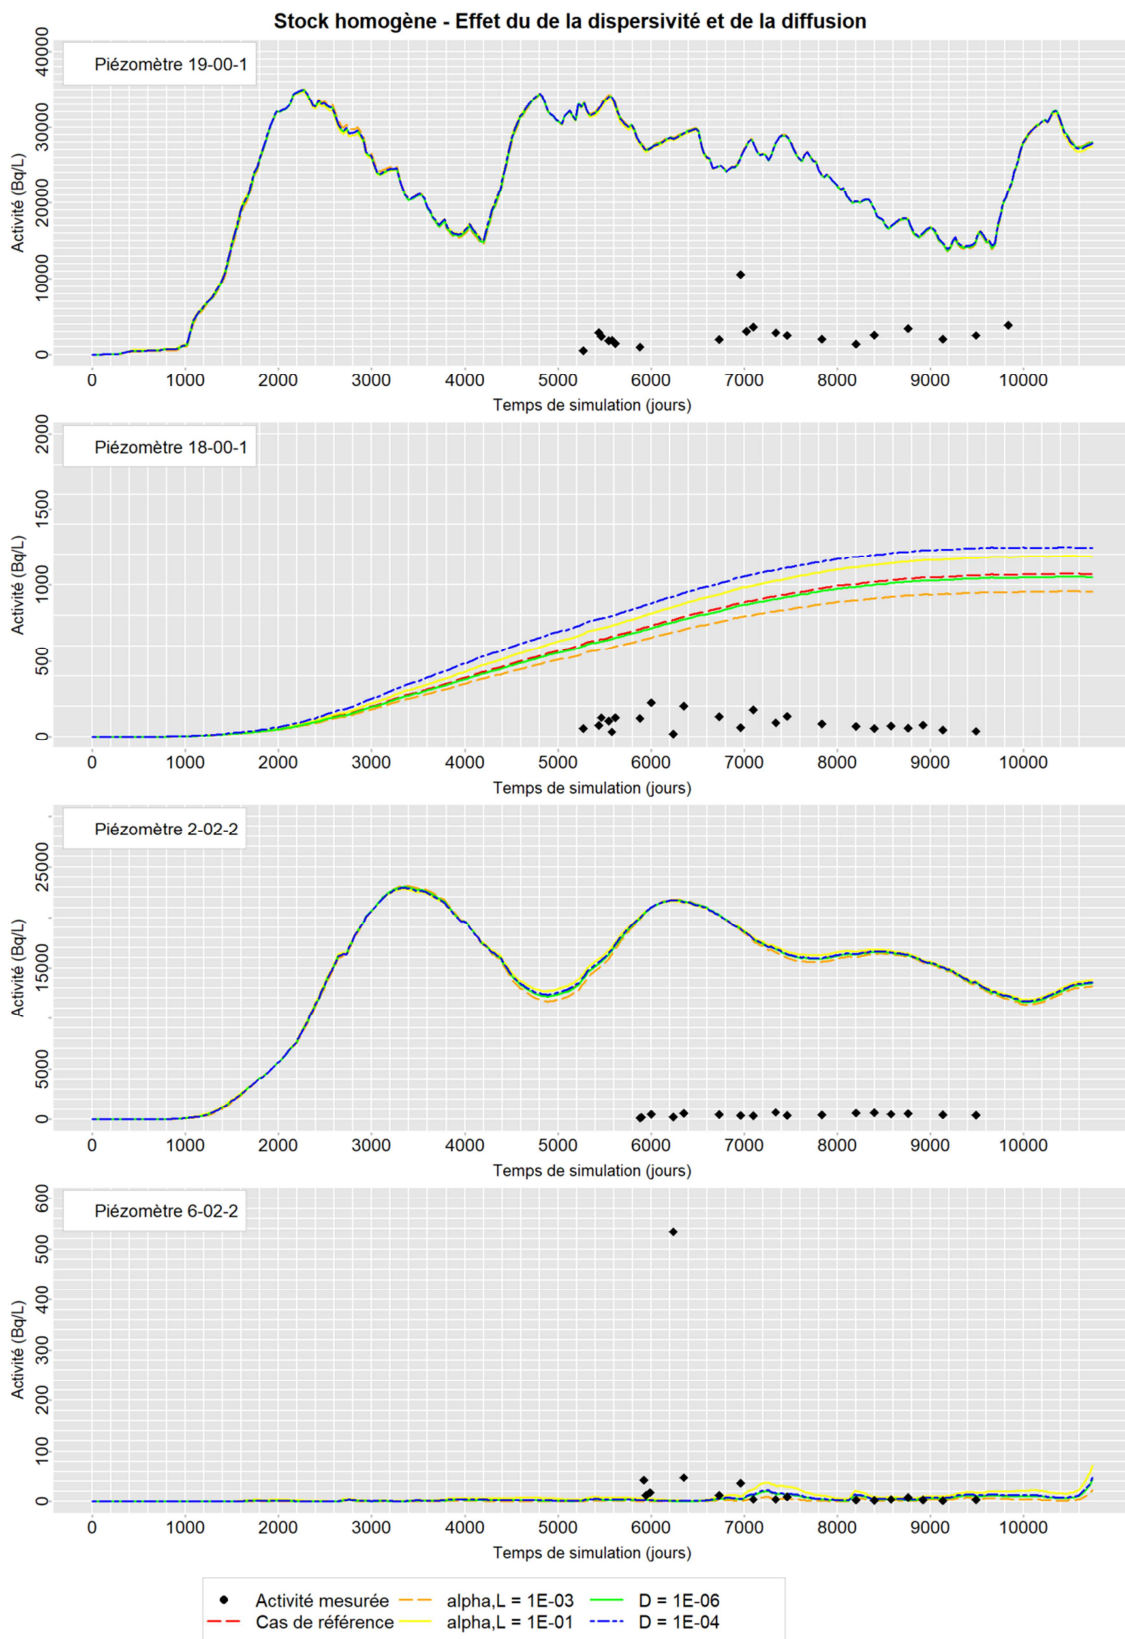 Stock homogène - Effet du de la dispersivité et de la diffusion
Piézomètre 19-00-1
Activité (Bq/L)
40000
30000
20000
10000
0
0 1000 2000 3000 4000 5000 6000 7000 8000 9000 10000
Temps de simulation (jours)
Piézomètre 18-00-1
Activité (Bq/L)
2000
1500
1000
500
0
0 1000 2000 3000 4000 5000 6000 7000 8000 9000 10000
Temps de simulation (jours)
Piézomètre 2-02-2
Activité (Bq/L)
25000
15000
5000
0
0 1000 2000 3000 4000 5000 6000 7000 8000 9000 10000
Temps de simulation (jours)
Piézomètre 6-02-2
Activité (Bq/L)
600
500
400
300
200
100
0
0 1000 2000 3000 4000 5000 6000 7000 8000 9000 10000
Temps de simulation (jours)
Activité mesurée alpha,L = 1E-03 D = 1E-06
Cas de référence alpha,L = 1E-01 D = 1E-04